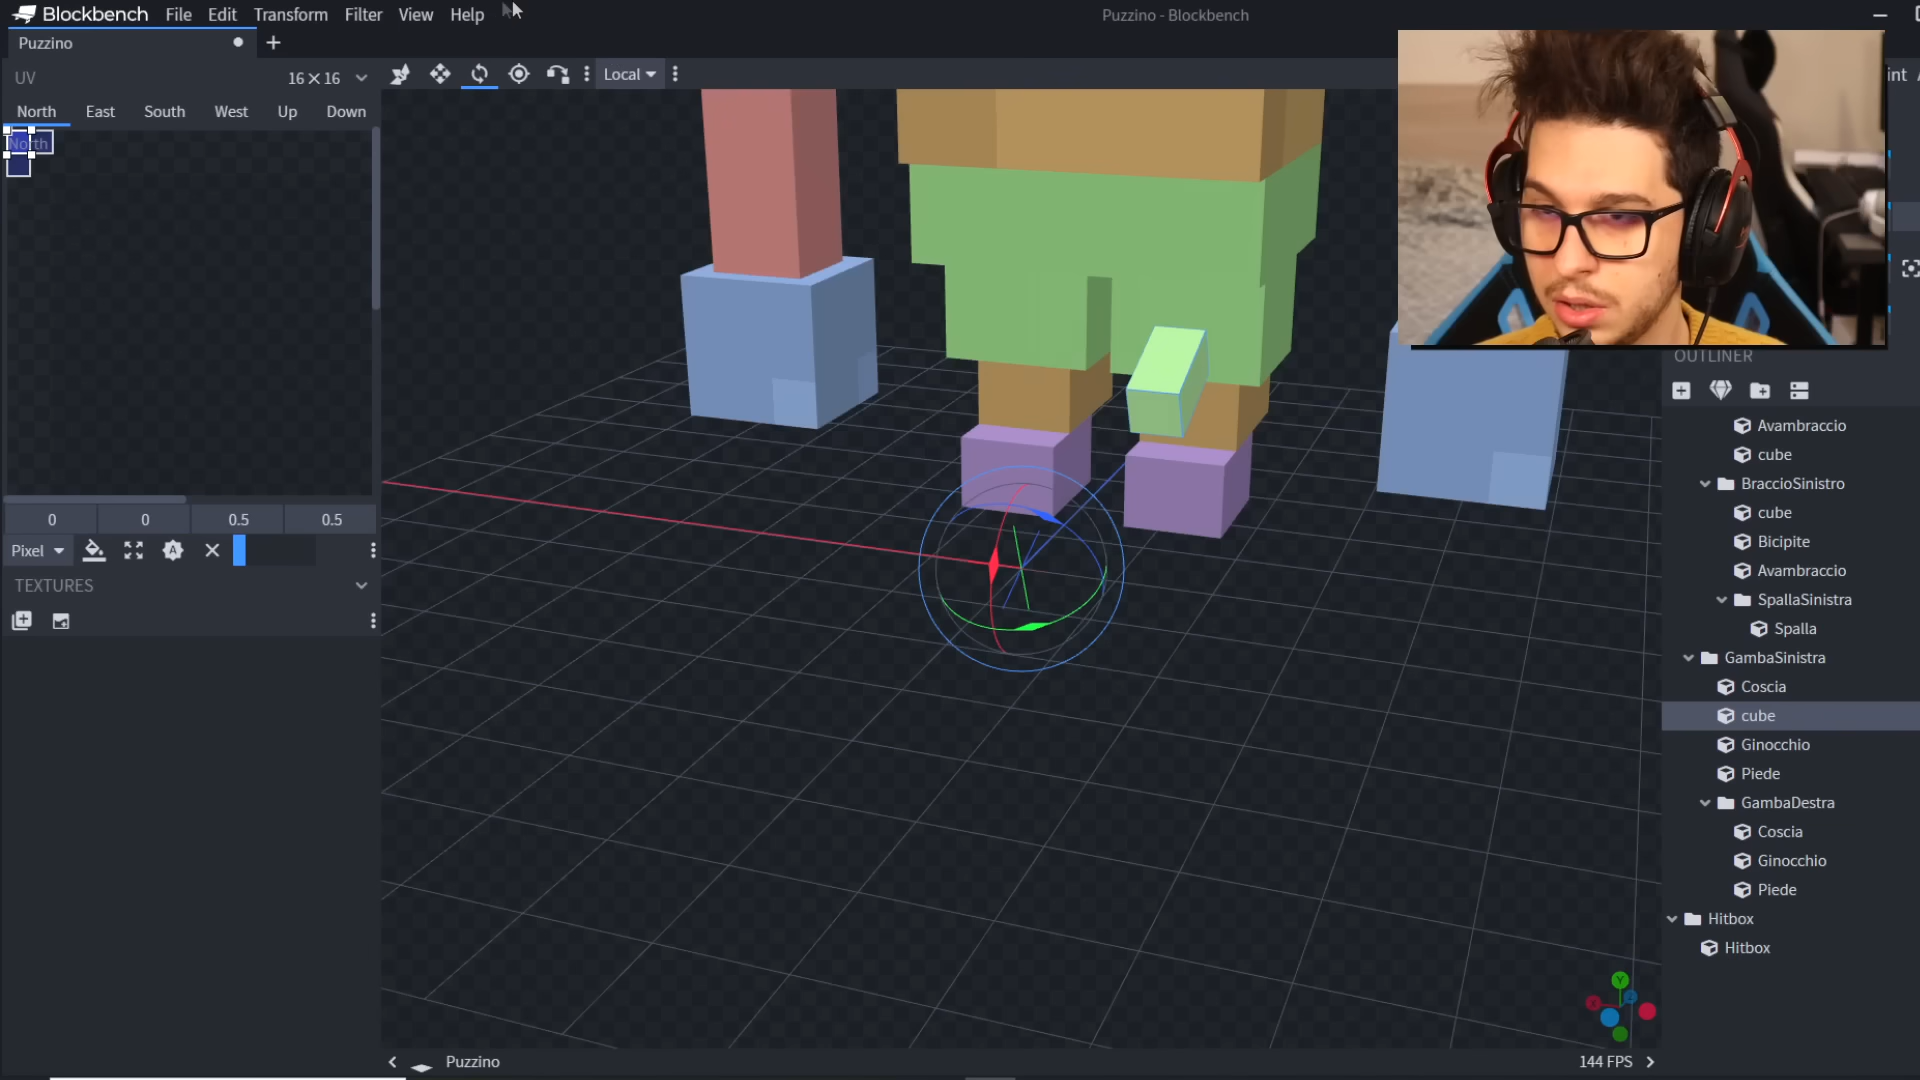 Blockbench File Edit Transform Filter View Help
Puzzino - Blockbench
Puzzino
UV 16×16
Local
int
North East South West Up Down
North
0 0 0.5 0.5
Pixel
TEXTURES
OUTLINER
Avambraccio
cube
BraccioSinistro
cube
Bicipite
Avambraccio
SpallaSinistra
Spalla
GambaSinistra
Coscia
cube
Ginocchio
Piede
GambaDestra
Coscia
Ginocchio
Piede
Hitbox
Hitbox
Y
Puzzino
144 FPS